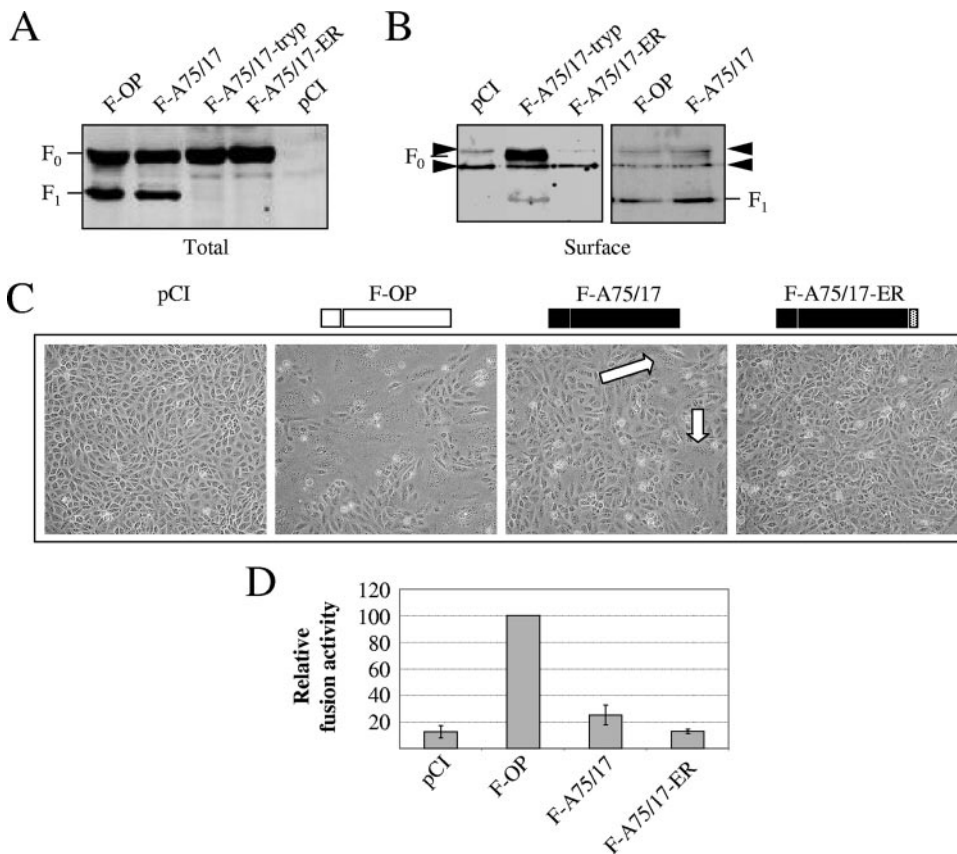 A
F-OP
F-A75/17
F-A75/17-tryp
F-A75/17-ER
pCI
F0
F1
Total
B
pCI
F-A75/17-tryp
F-A75/17-ER
F-OP
F-A75/17
F0
F1
Surface
C
pCI
F-OP
F-A75/17
F-A75/17-ER
D
Relative
fusion activity
120
100
80
60
40
20
pCI
F-OP
F-A75/17
F-A75/17-ER